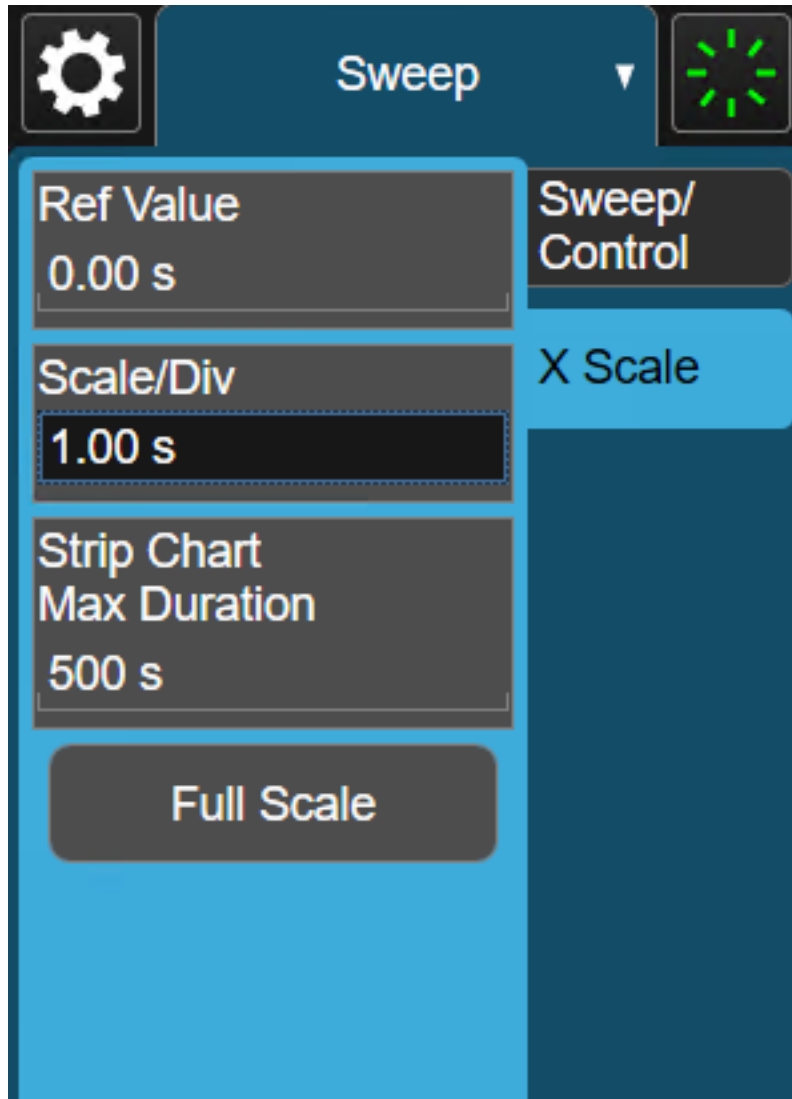 Sweep
Ref Value
0.00 s
Scale/Div
1.00 s
Strip Chart
Max Duration
500 s
Full Scale
Sweep/
Control
X Scale